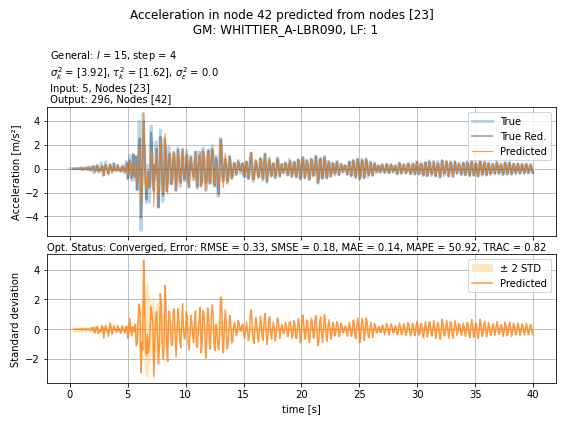 Acceleration in node 42 predicted from nodes [23]
GM: WHITTIER_A-LBR090, LF: 1
General: l = 15, step = 4
σ²ₖ = [3.92], τ²ₖ = [1.62], σ²ε = 0.0
Input: 5, Nodes [23]
Output: 296, Nodes [42]
Acceleration [m/s²]
4
2
0
−2
−4
True
True Red.
Predicted
Opt. Status: Converged, Error: RMSE = 0.33, SMSE = 0.18, MAE = 0.14, MAPE = 50.92, TRAC = 0.82
Standard deviation
4
2
0
−2
± 2 STD
Predicted
0 5 10 15 20 25 30 35 40
time [s]